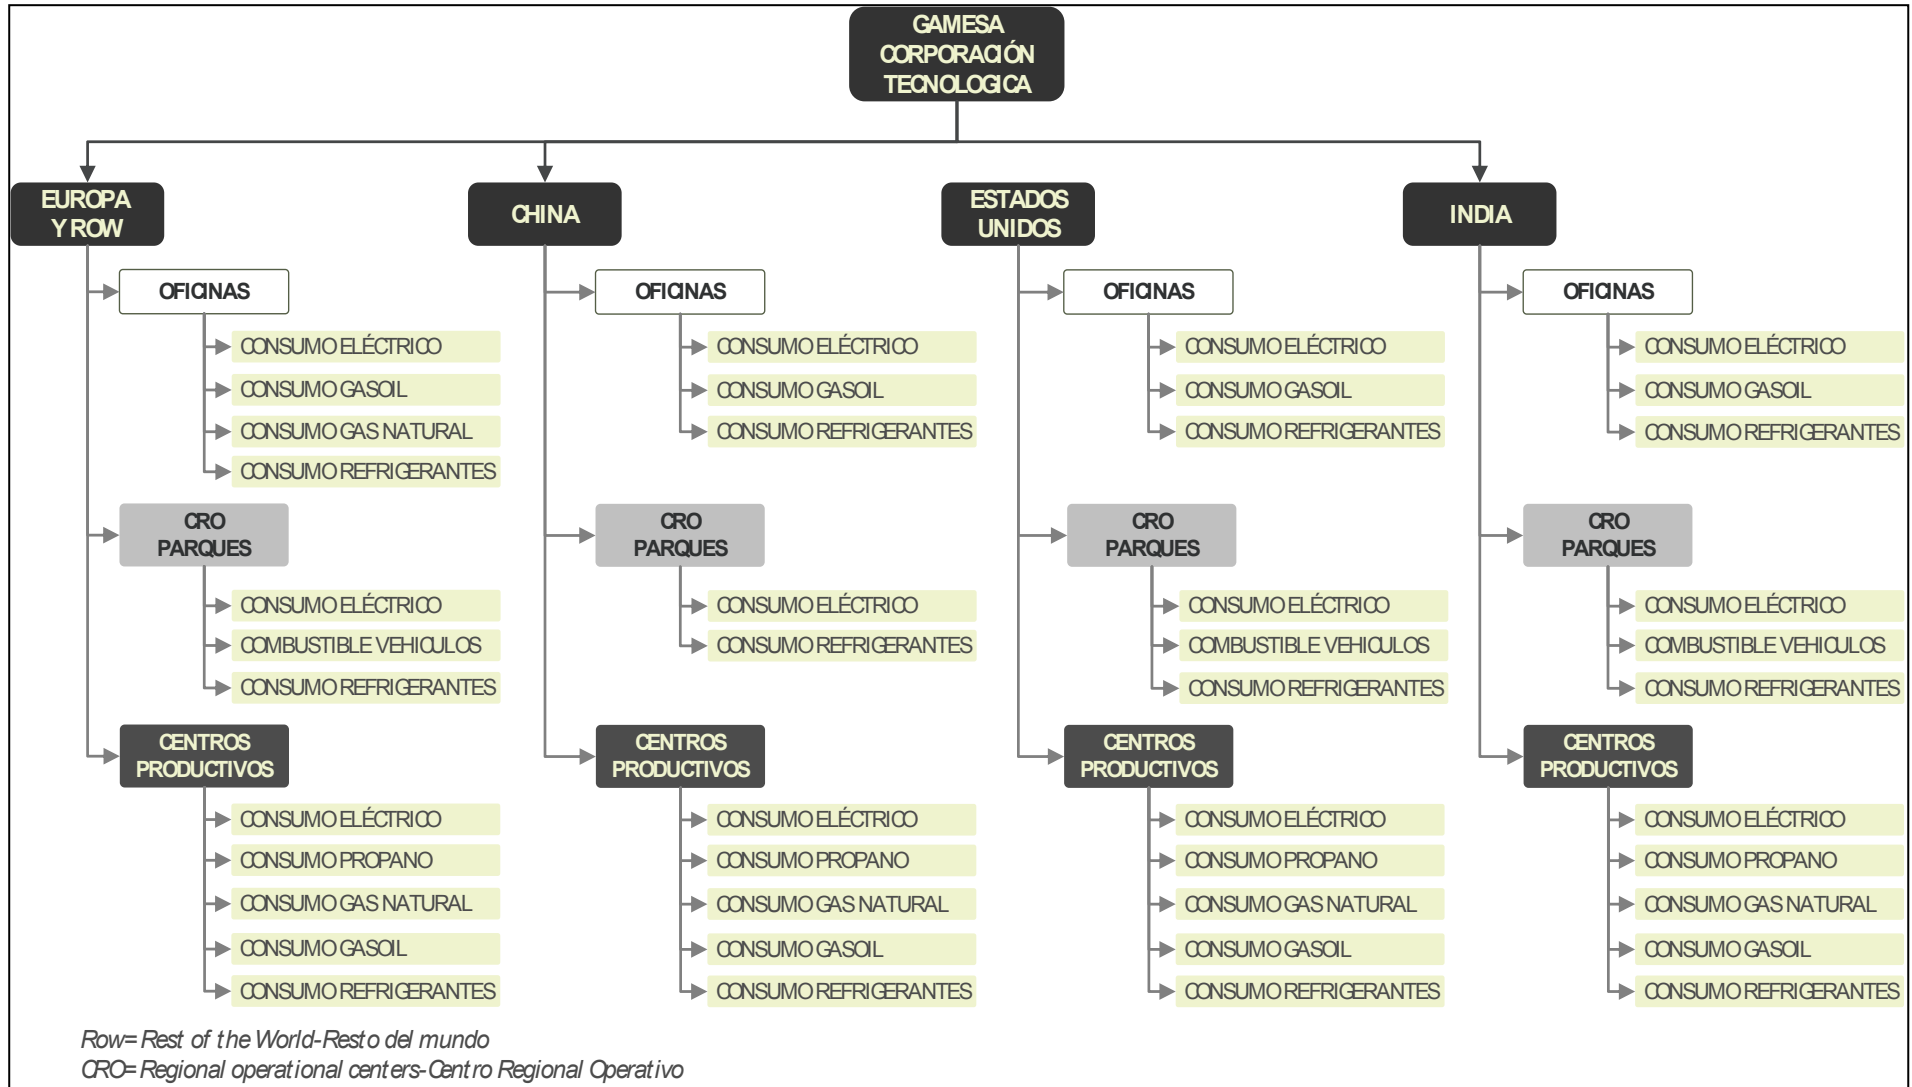 GAMESA
CORPORACIÓN
TECNOLOGICA
EUROPA
Y ROW
OFICINAS
CONSUMO ELÉCTRICO
CONSUMO GASOIL
CONSUMO GAS NATURAL
CONSUMO REFRIGERANTES
CRO
PARQUES
CONSUMO ELÉCTRICO
COMBUSTIBLE VEHICULOS
CONSUMO REFRIGERANTES
CENTROS
PRODUCTIVOS
CONSUMO ELÉCTRICO
CONSUMO PROPANO
CONSUMO GAS NATURAL
CONSUMO GASOIL
CONSUMO REFRIGERANTES
CHINA
OFICINAS
CONSUMO ELÉCTRICO
CONSUMO GASOIL
CONSUMO REFRIGERANTES
CRO
PARQUES
CONSUMO ELÉCTRICO
CONSUMO REFRIGERANTES
CENTROS
PRODUCTIVOS
CONSUMO ELÉCTRICO
CONSUMO PROPANO
CONSUMO GAS NATURAL
CONSUMO GASOIL
CONSUMO REFRIGERANTES
ESTADOS
UNIDOS
OFICINAS
CONSUMO ELÉCTRICO
CONSUMO GASOIL
CONSUMO REFRIGERANTES
CRO
PARQUES
CONSUMO ELÉCTRICO
COMBUSTIBLE VEHICULOS
CONSUMO REFRIGERANTES
CENTROS
PRODUCTIVOS
CONSUMO ELÉCTRICO
CONSUMO PROPANO
CONSUMO GAS NATURAL
CONSUMO GASOIL
CONSUMO REFRIGERANTES
INDIA
OFICINAS
CONSUMO ELÉCTRICO
CONSUMO GASOIL
CONSUMO REFRIGERANTES
CRO
PARQUES
CONSUMO ELÉCTRICO
COMBUSTIBLE VEHICULOS
CONSUMO REFRIGERANTES
CENTROS
PRODUCTIVOS
CONSUMO ELÉCTRICO
CONSUMO PROPANO
CONSUMO GAS NATURAL
CONSUMO GASOIL
CONSUMO REFRIGERANTES
Row= Rest of the World-Resto del mundo
CRO= Regional operational centers-Centro Regional Operativo